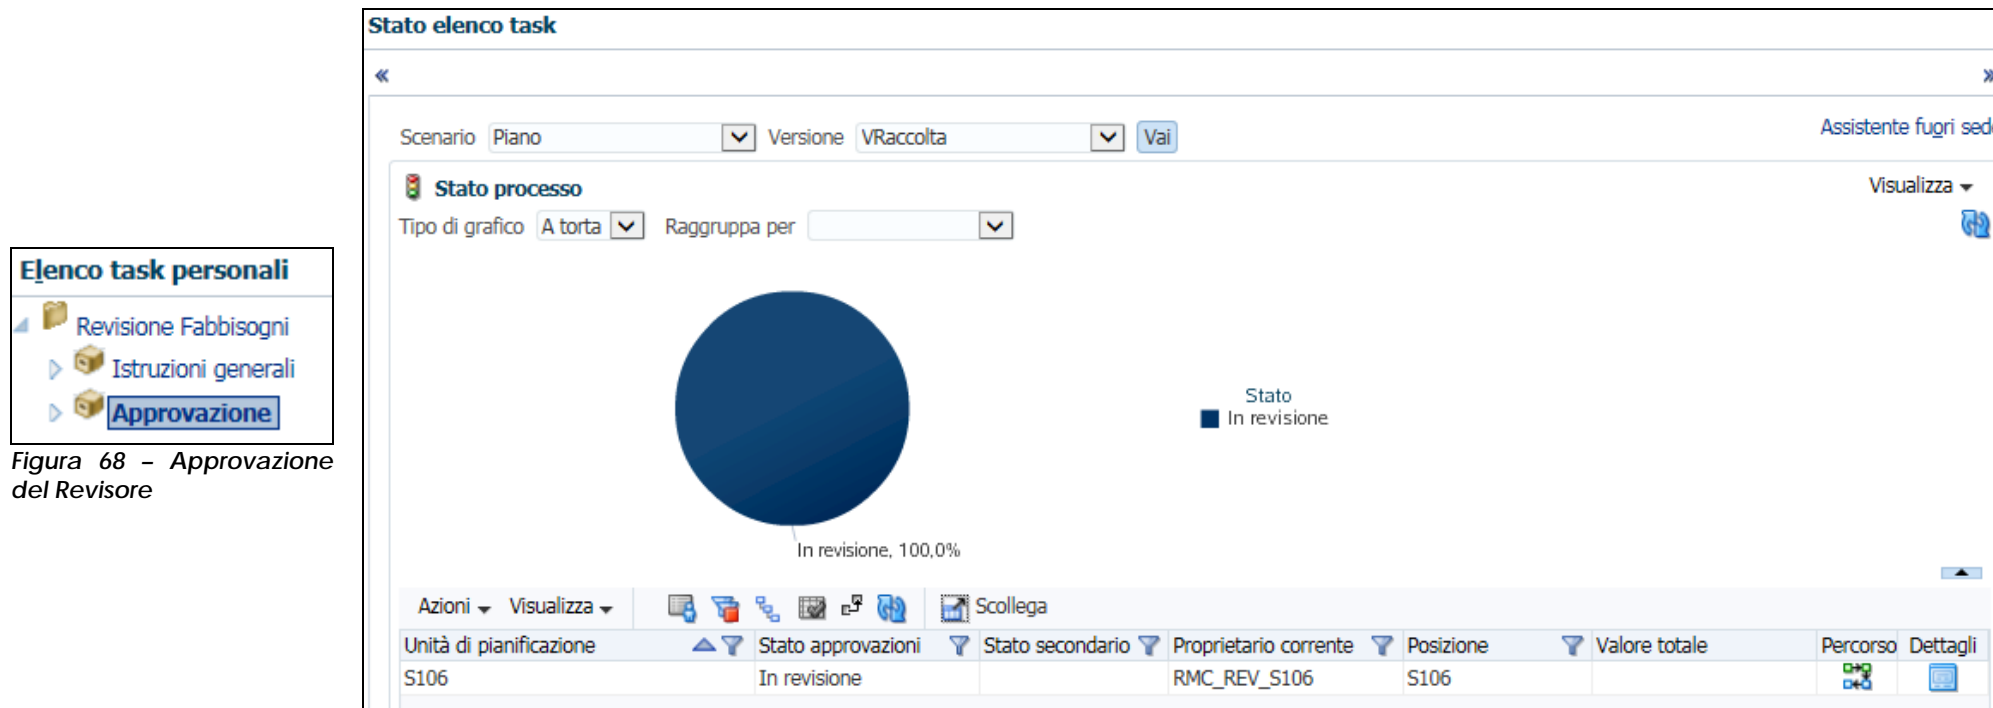 Elenco task personali
Revisione Fabbisogni
Istruzioni generali
Approvazione
Figura 68 – Approvazione
del Revisore
Stato elenco task
«
»
Scenario Piano Versione VRaccolta Vai
Assistente fuori sede
Stato processo
Visualizza
Tipo di grafico A torta Raggruppa per
Stato
In revisione
In revisione, 100,0%
Azioni Visualizza Scollega
Unità di pianificazione Stato approvazioni Stato secondario Proprietario corrente Posizione Valore totale Percorso Dettagli
S106 In revisione RMC_REV_S106 S106